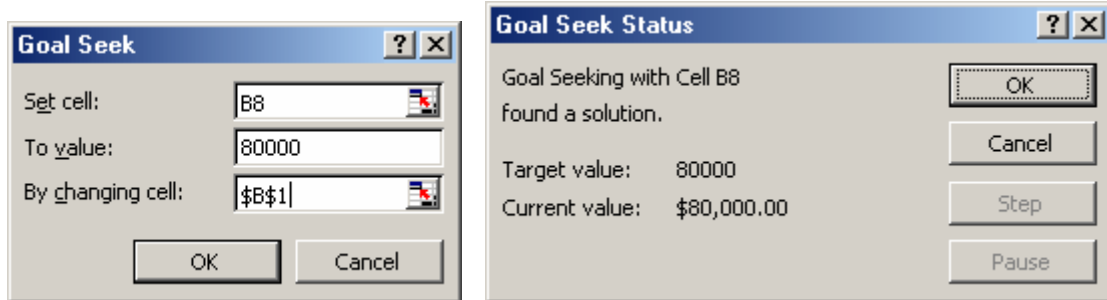 Goal Seek
Set cell: B8
To value: 80000
By changing cell: $B$1
OK Cancel
Goal Seek Status
Goal Seeking with Cell B8
found a solution.
Target value: 80000
Current value: $80,000.00
OK
Cancel
Step
Pause